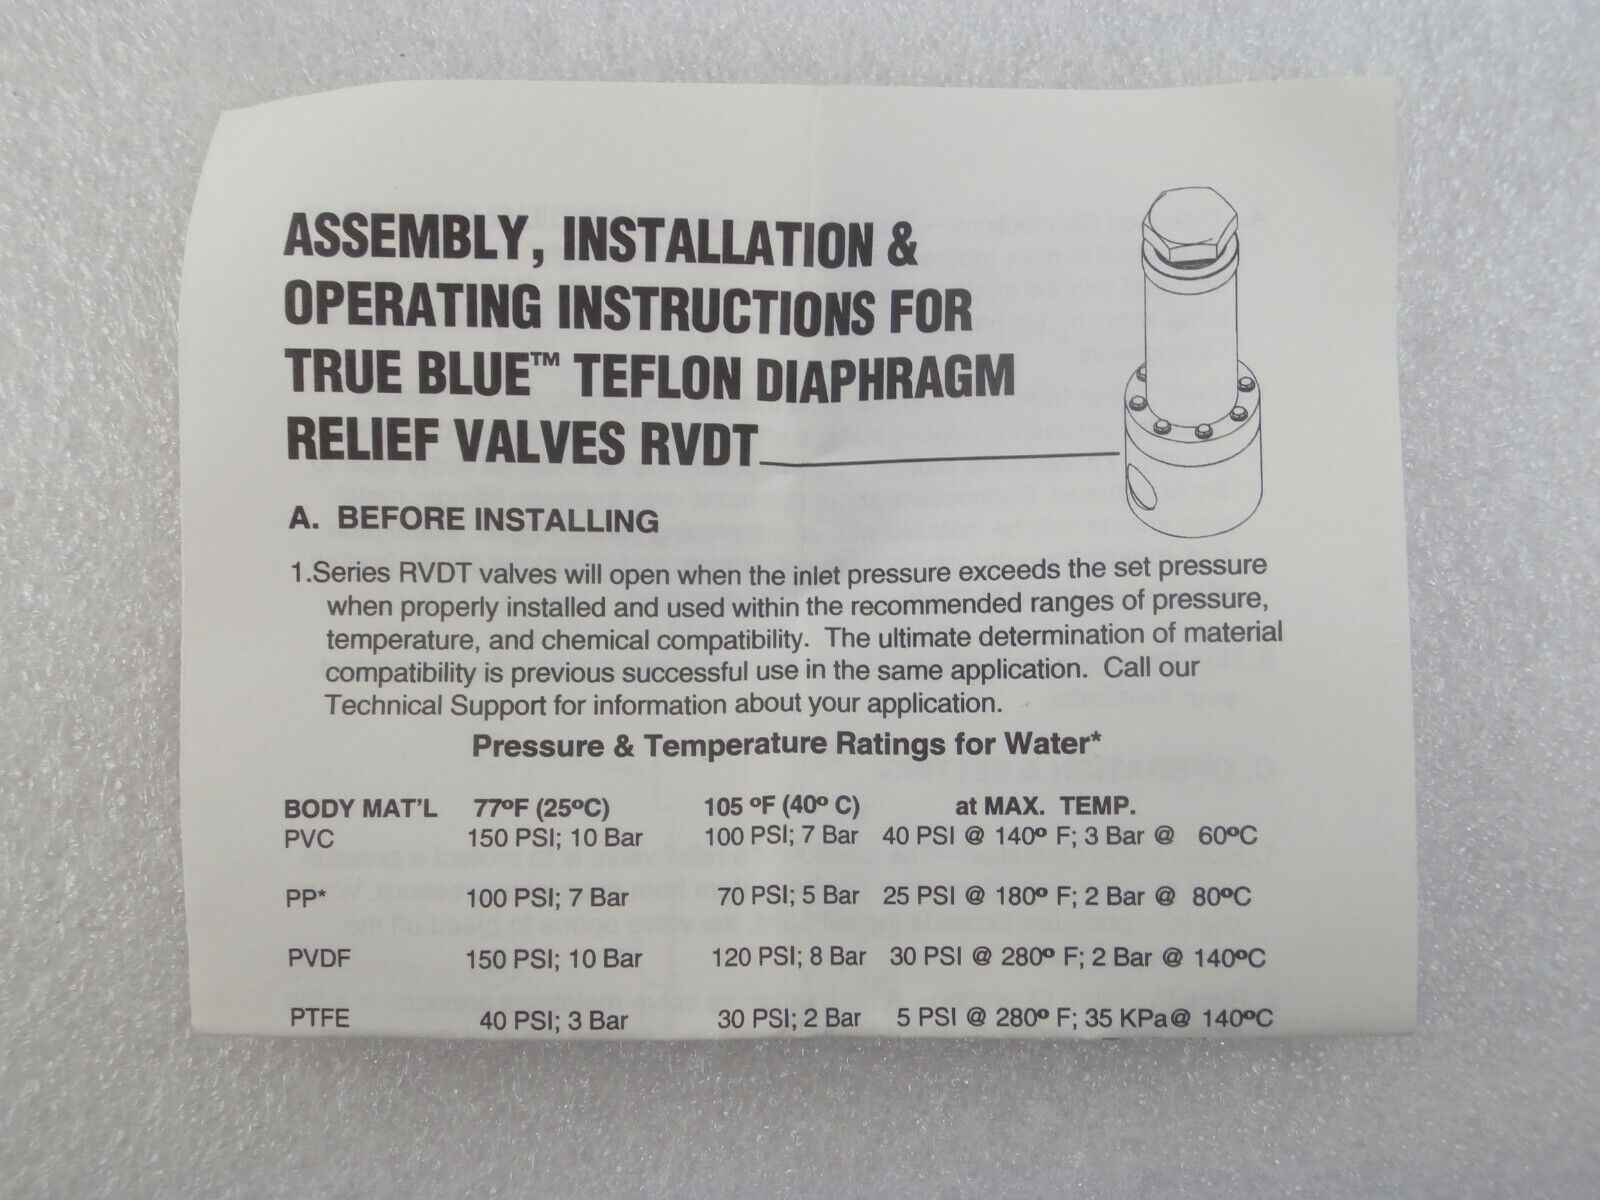 ASSEMBLY, INSTALLATION &
OPERATING INSTRUCTIONS FOR
TRUE BLUE™ TEFLON DIAPHRAGM
RELIEF VALVES RVDT
A. BEFORE INSTALLING
1.Series RVDT valves will open when the inlet pressure exceeds the set pressure
when properly installed and used within the recommended ranges of pressure,
temperature, and chemical compatibility. The ultimate determination of material
compatibility is previous successful use in the same application. Call our
Technical Support for information about your application.
Pressure & Temperature Ratings for Water*
BODY MAT'L 77ºF (25ºC) 105 ºF (40º C) at MAX. TEMP.
PVC 150 PSI; 10 Bar 100 PSI; 7 Bar 40 PSI @ 140º F; 3 Bar @ 60ºC
PP* 100 PSI; 7 Bar 70 PSI; 5 Bar 25 PSI @ 180º F; 2 Bar @ 80ºC
PVDF 150 PSI; 10 Bar 120 PSI; 8 Bar 30 PSI @ 280º F; 2 Bar @ 140ºC
PTFE 40 PSI; 3 Bar 30 PSI; 2 Bar 5 PSI @ 280º F; 35 KPa@ 140ºC